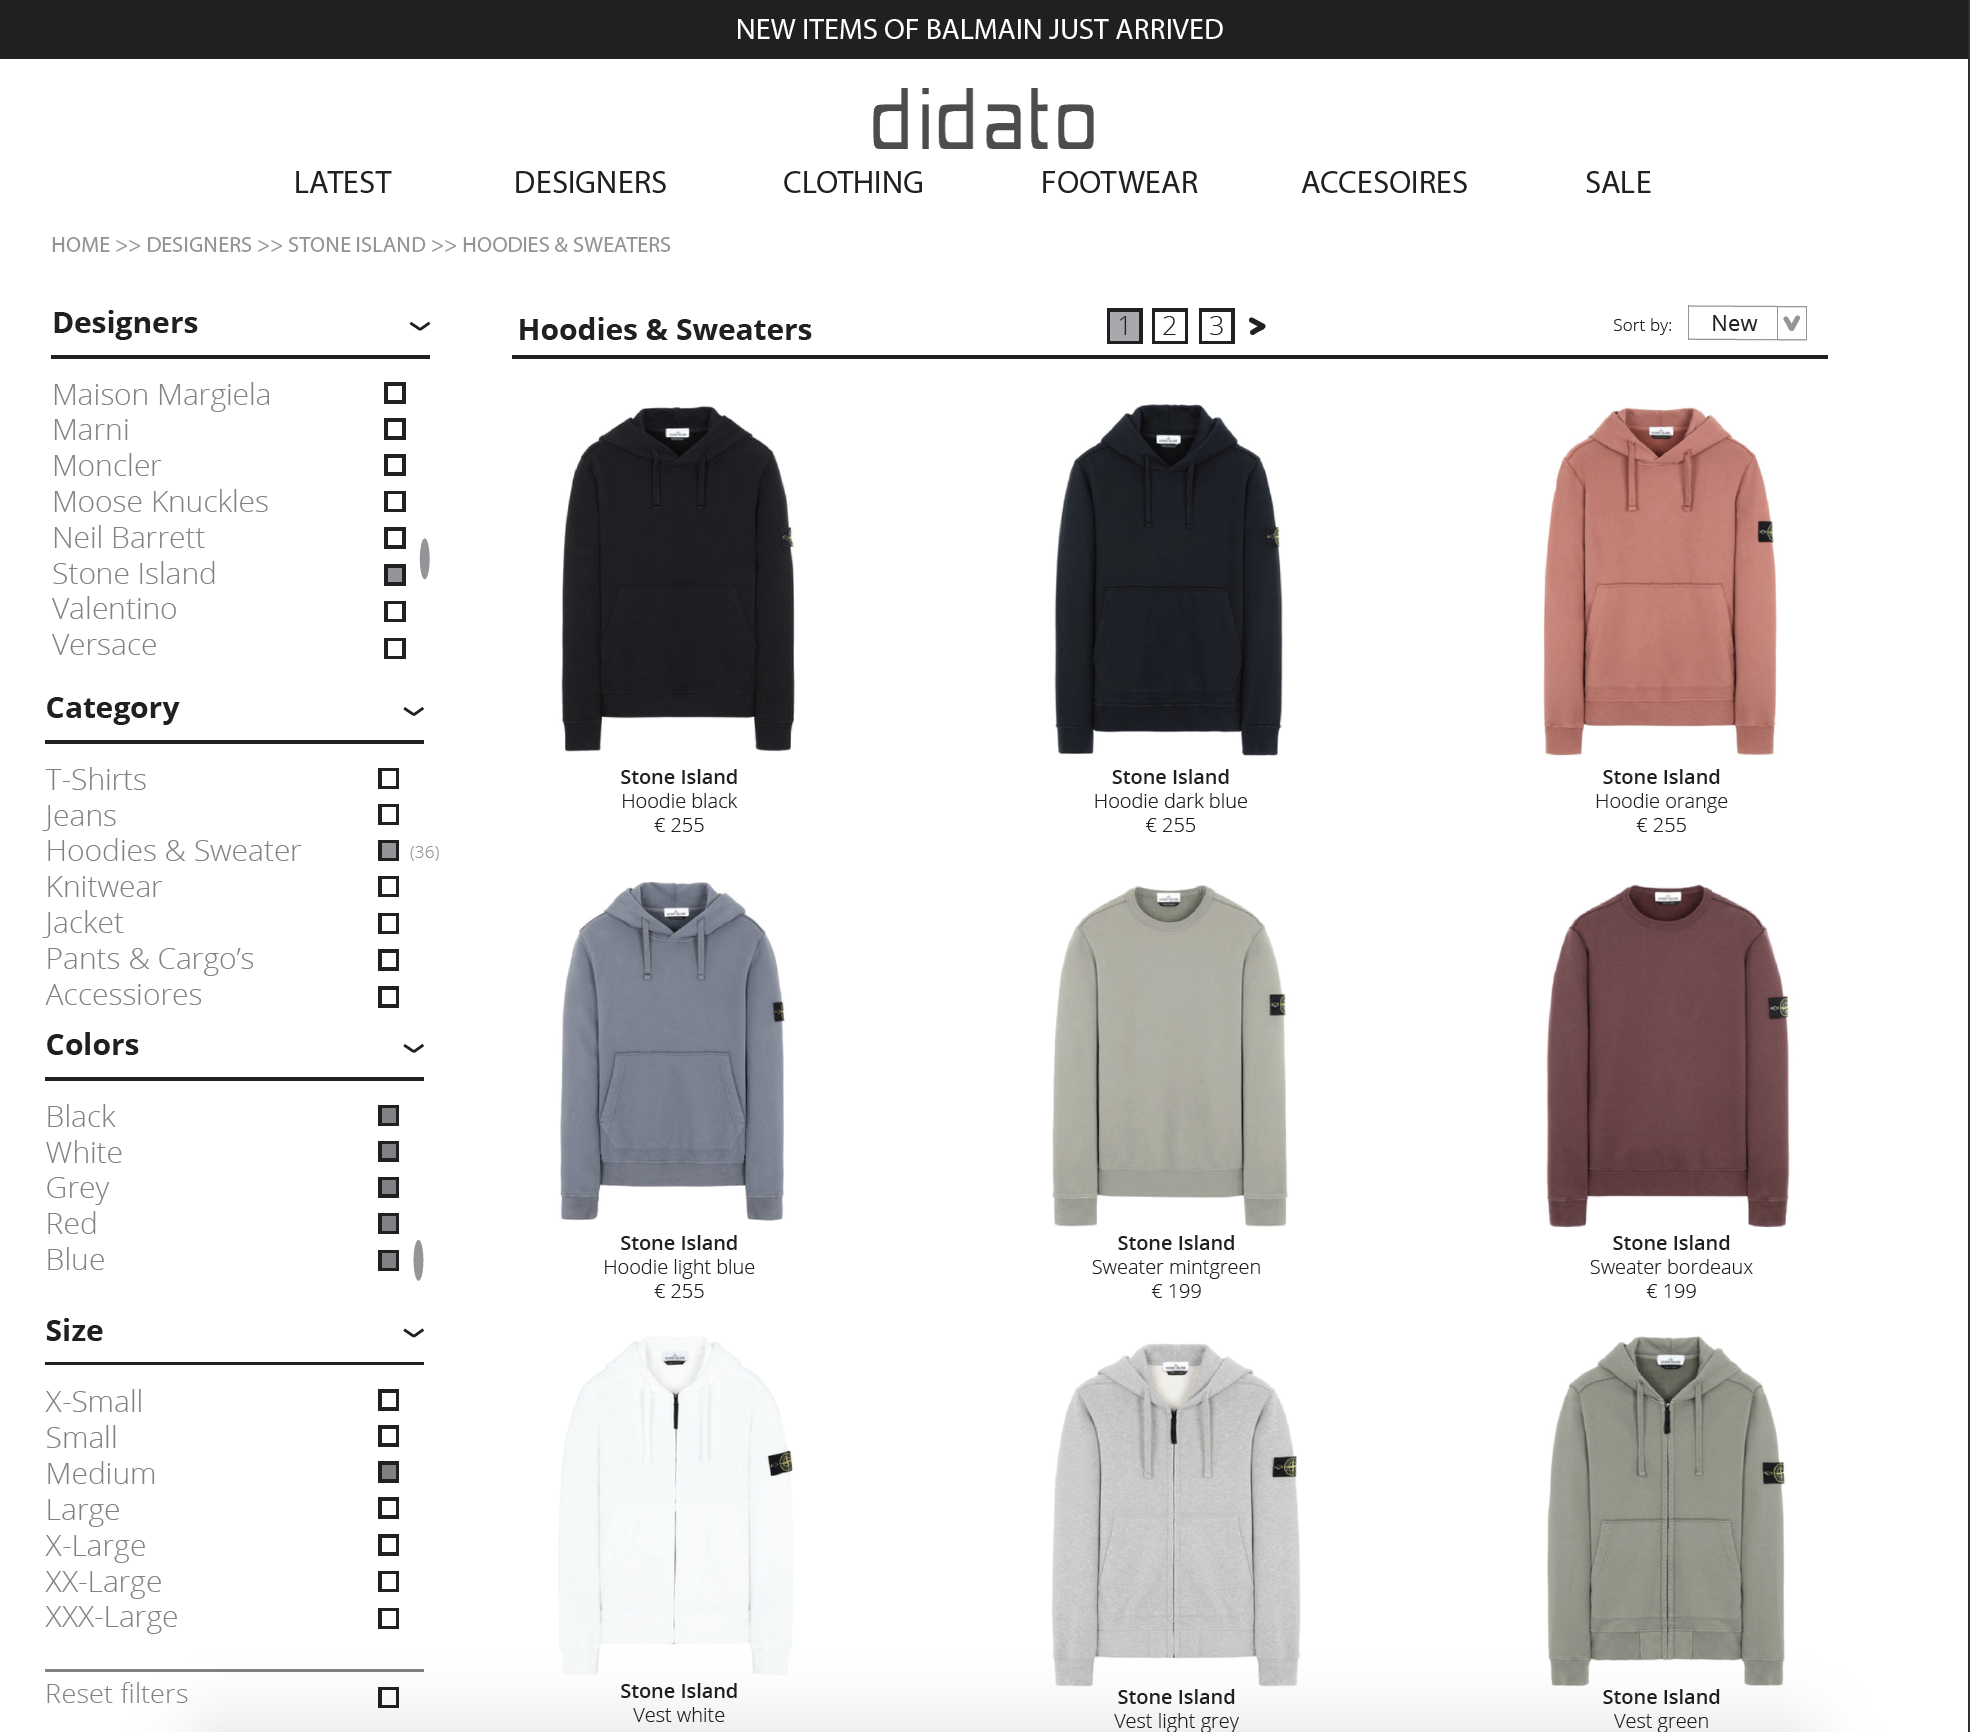 NEW ITEMS OF BALMAIN JUST ARRIVED
didato
LATEST DESIGNERS CLOTHING FOOTWEAR ACCESOIRES SALE
HOME >> DESIGNERS >> STONE ISLAND >> HOODIES & SWEATERS
Designers
Maison Margiela
Marni
Moncler
Moose Knuckles
Neil Barrett
Stone Island
Valentino
Versace
Category
T-Shirts
Jeans
Hoodies & Sweater (36)
Knitwear
Jacket
Pants & Cargo’s
Accessiores
Colors
Black
White
Grey
Red
Blue
Size
X-Small
Small
Medium
Large
X-Large
XX-Large
XXX-Large
Reset filters
Hoodies & Sweaters 1 2 3 > Sort by: New
Stone Island
Hoodie black
€ 255
Stone Island
Hoodie dark blue
€ 255
Stone Island
Hoodie orange
€ 255
Stone Island
Hoodie light blue
€ 255
Stone Island
Sweater mintgreen
€ 199
Stone Island
Sweater bordeaux
€ 199
Stone Island
Vest white
Stone Island
Vest light grey
Stone Island
Vest green